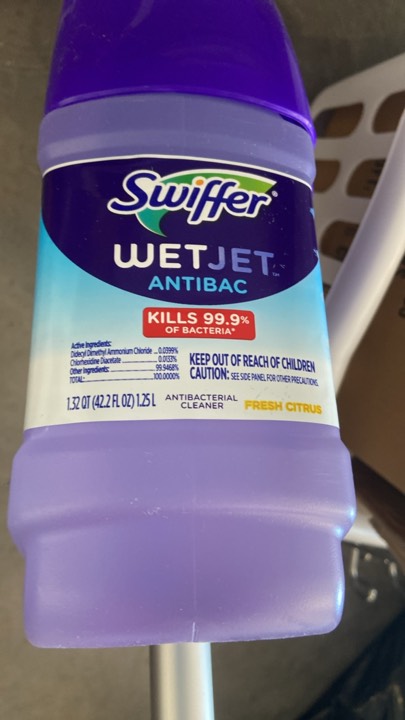 Swiffer®
WETJET™
ANTIBAC
KILLS 99.9%
OF BACTERIA*
Active Ingredients:
Didecyl Dimethyl Ammonium Chloride ... 0.0399%
Chlorhexidine Diacetate ... 0.0133%
Other Ingredients: ... 99.9468%
TOTAL: ... 100.0000%
KEEP OUT OF REACH OF CHILDREN
CAUTION: SEE SIDE PANEL FOR OTHER PRECAUTIONS.
1.32 QT (42.2 FL OZ) 1.25 L
ANTIBACTERIAL
CLEANER
FRESH CITRUS